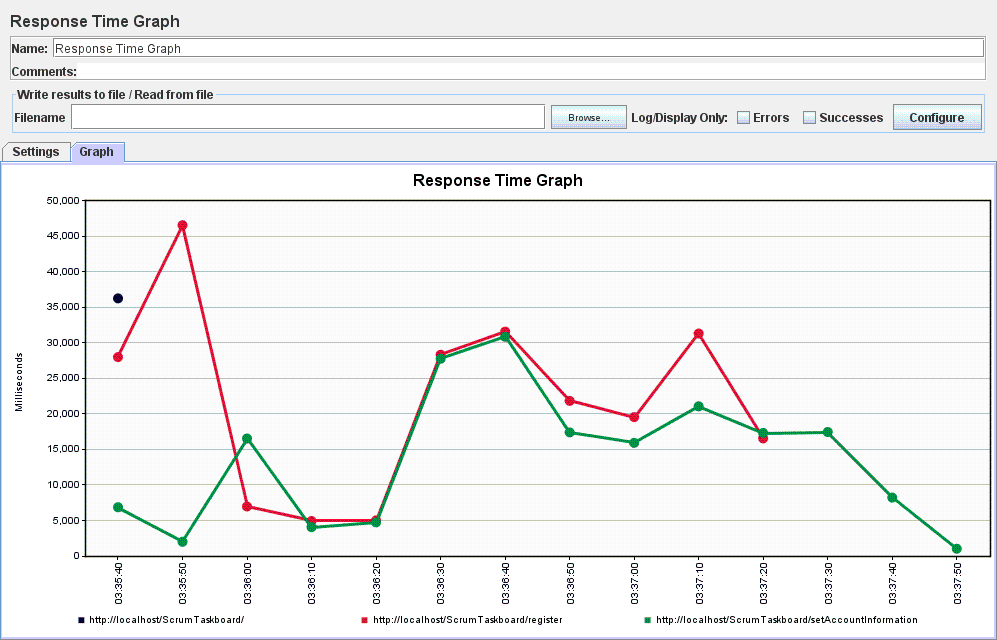 Response Time Graph
Name: Response Time Graph
Comments:
Write results to file / Read from file
Filename Browse... Log/Display Only: Errors Successes Configure
Settings Graph
Response Time Graph
50,000
45,000
40,000
35,000
30,000
25,000
20,000
15,000
10,000
5,000
0
Milliseconds
03:35:40 03:35:50 03:36:00 03:36:10 03:36:20 03:36:30 03:36:40 03:36:50 03:37:00 03:37:10 03:37:20 03:37:30 03:37:40 03:37:50
http://localhost/ScrumTaskboard/ http://localhost/ScrumTaskboard/register http://localhost/ScrumTaskboard/setAccountInformation